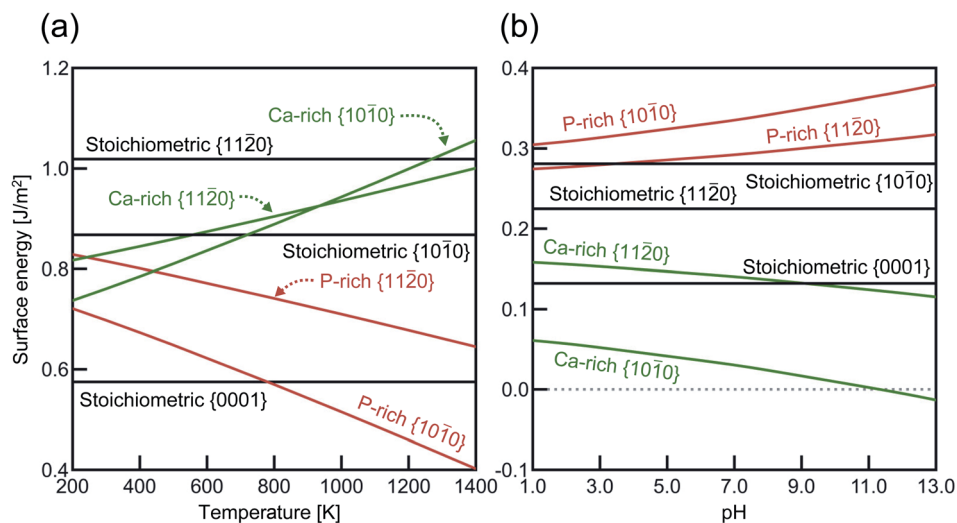 (a)
(b)
1.2
1.0
0.8
0.6
0.4
Surface energy [J/m²]
Ca-rich {101̅0}
Stoichiometric {112̅0}
Ca-rich {112̅0}
Stoichiometric {101̅0}
P-rich {112̅0}
Stoichiometric {0001}
P-rich {101̅0}
200 400 600 800 1000 1200 1400
Temperature [K]
0.4
0.3
0.2
0.1
0.0
-0.1
P-rich {101̅0}
P-rich {112̅0}
Stoichiometric {112̅0}
Stoichiometric {101̅0}
Ca-rich {112̅0}
Stoichiometric {0001}
Ca-rich {101̅0}
1.0 3.0 5.0 7.0 9.0 11.0 13.0
pH